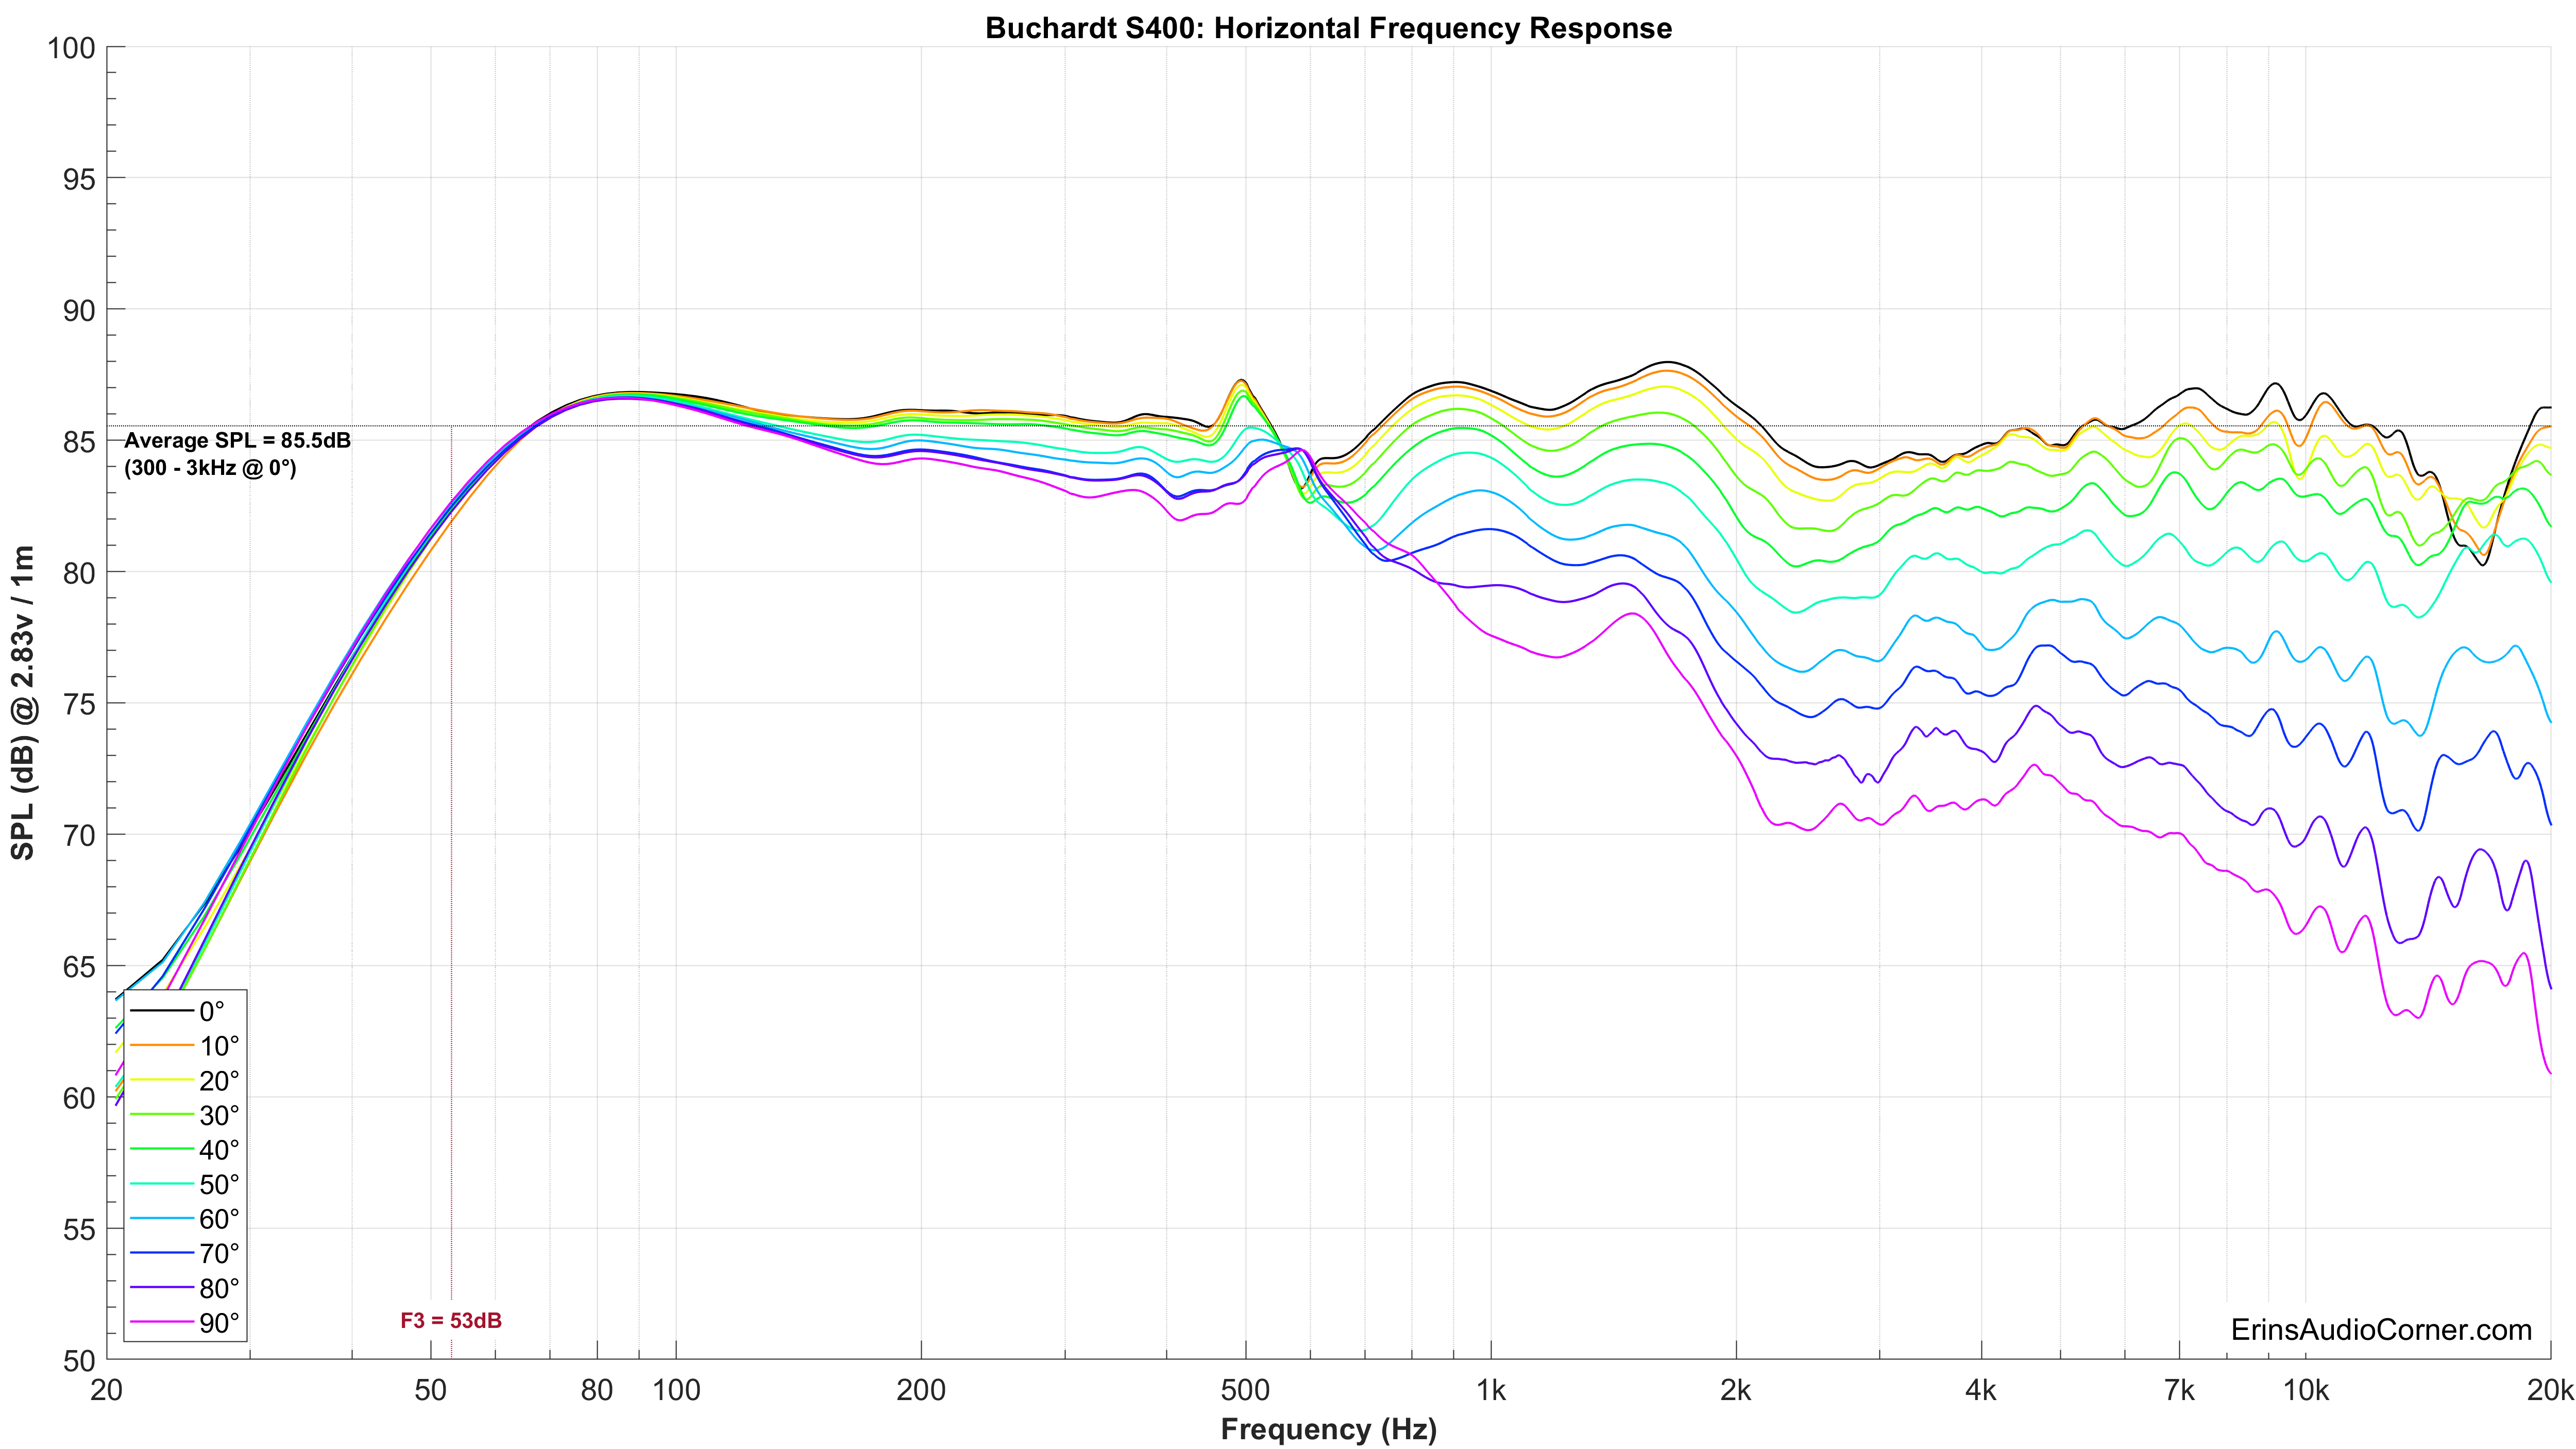 Buchardt S400: Horizontal Frequency Response
100
95
90
85
80
75
70
65
60
55
50
SPL (dB) @ 2.83v / 1m
Average SPL = 85.5dB
(300 - 3kHz @ 0°)
0°
10°
20°
30°
40°
50°
60°
70°
80°
90°
F3 = 53dB
ErinsAudioCorner.com
20
50
80
100
200
500
1k
2k
4k
7k
10k
20k
Frequency (Hz)